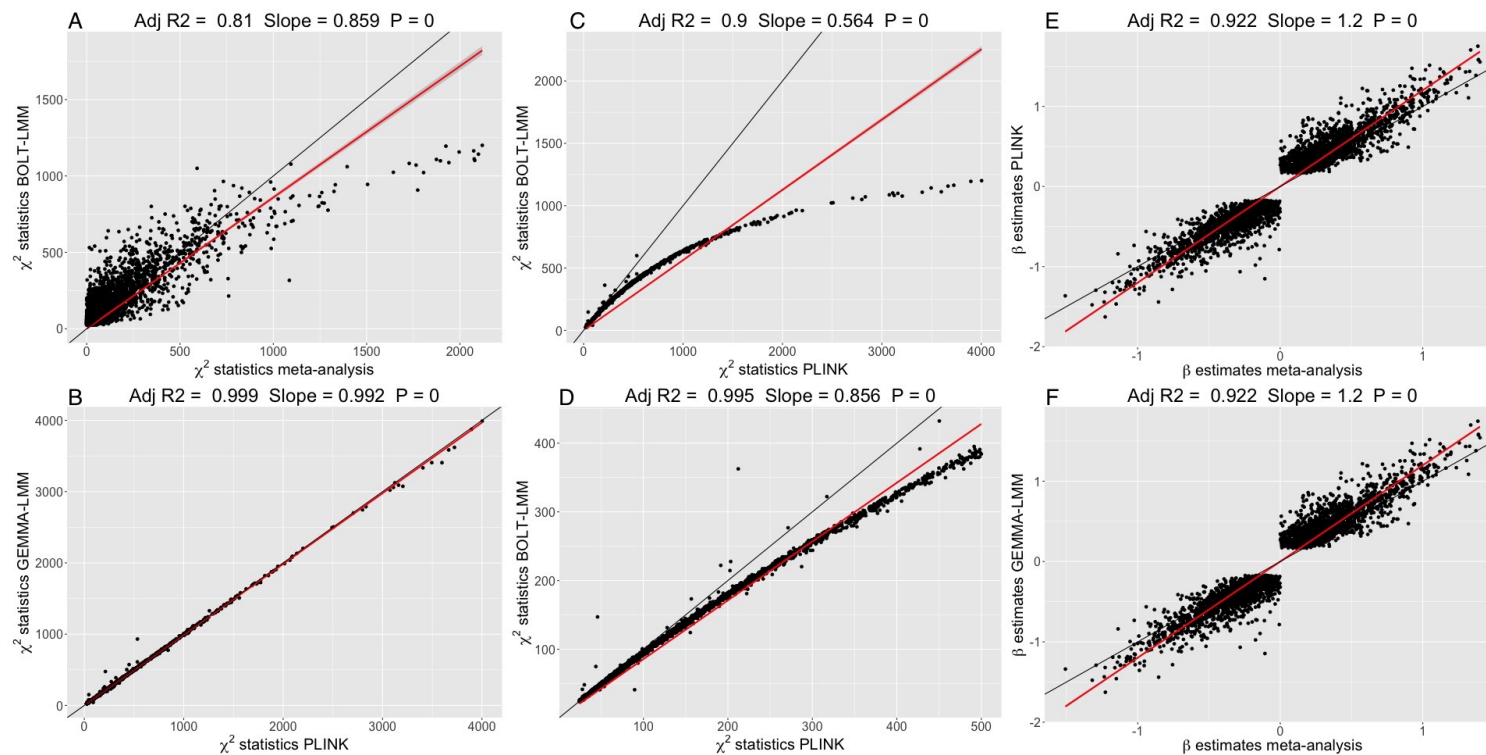 A
Adj R2 =  0.81  Slope = 0.859  P = 0
χ² statistics BOLT-LMM
1500
1000
500
0
0 500 1000 1500 2000
χ² statistics meta-analysis
C
Adj R2 =  0.9  Slope = 0.564  P = 0
χ² statistics BOLT-LMM
2000
1500
1000
500
0
0 1000 2000 3000 4000
χ² statistics PLINK
E
Adj R2 =  0.922  Slope = 1.2  P = 0
β estimates PLINK
1
0
-1
-2
-1 0 1
β estimates meta-analysis
B
Adj R2 =  0.999  Slope = 0.992  P = 0
χ² statistics GEMMA-LMM
4000
3000
2000
1000
0
0 1000 2000 3000 4000
χ² statistics PLINK
D
Adj R2 =  0.995  Slope = 0.856  P = 0
χ² statistics BOLT-LMM
400
300
200
100
100 200 300 400 500
χ² statistics PLINK
F
Adj R2 =  0.922  Slope = 1.2  P = 0
β estimates GEMMA-LMM
1
0
-1
-2
-1 0 1
β estimates meta-analysis